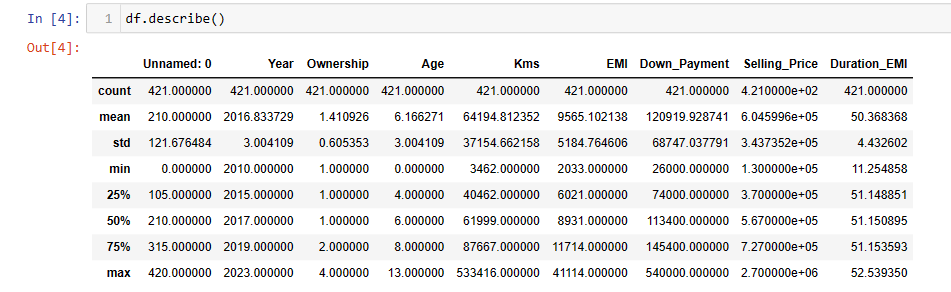 In [4]: 1 df.describe()
Out[4]:
Unnamed: 0 Year Ownership Age Kms EMI Down_Payment Selling_Price Duration_EMI
count 421.000000 421.000000 421.000000 421.000000 421.000000 421.000000 421.000000 4.210000e+02 421.000000
mean 210.000000 2016.833729 1.410926 6.166271 64194.812352 9565.102138 120919.928741 6.045996e+05 50.368368
std 121.676484 3.004109 0.605353 3.004109 37154.662158 5184.764606 68747.037791 3.437352e+05 4.432602
min 0.000000 2010.000000 1.000000 0.000000 3462.000000 2033.000000 26000.000000 1.300000e+05 11.254858
25% 105.000000 2015.000000 1.000000 4.000000 40462.000000 6021.000000 74000.000000 3.700000e+05 51.148851
50% 210.000000 2017.000000 1.000000 6.000000 61999.000000 8931.000000 113400.000000 5.670000e+05 51.150895
75% 315.000000 2019.000000 2.000000 8.000000 87667.000000 11714.000000 145400.000000 7.270000e+05 51.153593
max 420.000000 2023.000000 4.000000 13.000000 533416.000000 41114.000000 540000.000000 2.700000e+06 52.539350